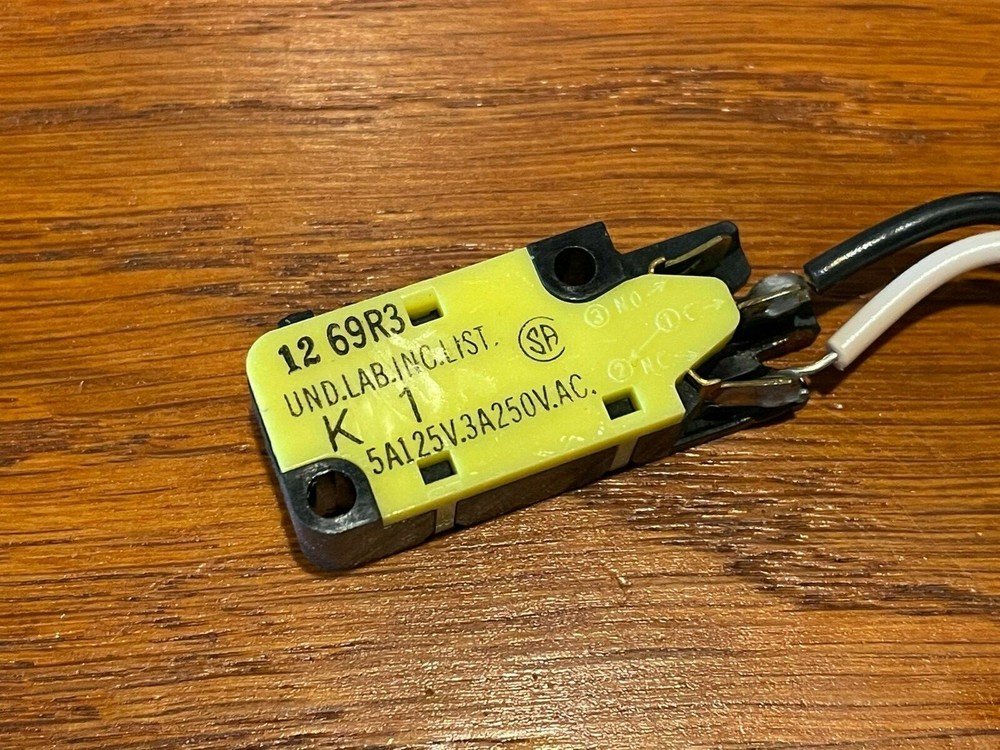 12 69R3
UND.LAB.INC.LIST.
SA
K 1
5A125V.3A250V.AC.
③ NO →
① C →
② NC →